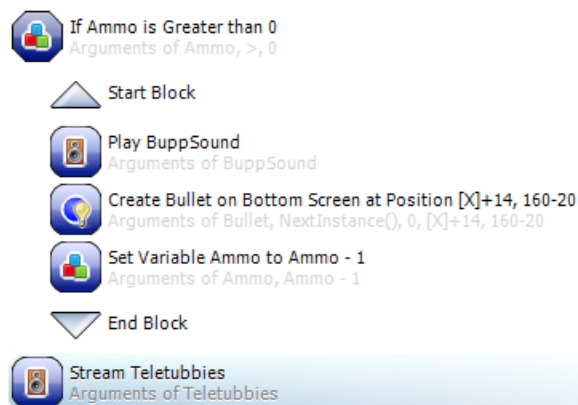 If Ammo is Greater than 0
Arguments of Ammo, >, 0
Start Block
Play BuppSound
Arguments of BuppSound
Create Bullet on Bottom Screen at Position [X]+14, 160-20
Arguments of Bullet, NextInstance(), 0, [X]+14, 160-20
Set Variable Ammo to Ammo - 1
Arguments of Ammo, Ammo - 1
End Block
Stream Teletubbies
Arguments of Teletubbies